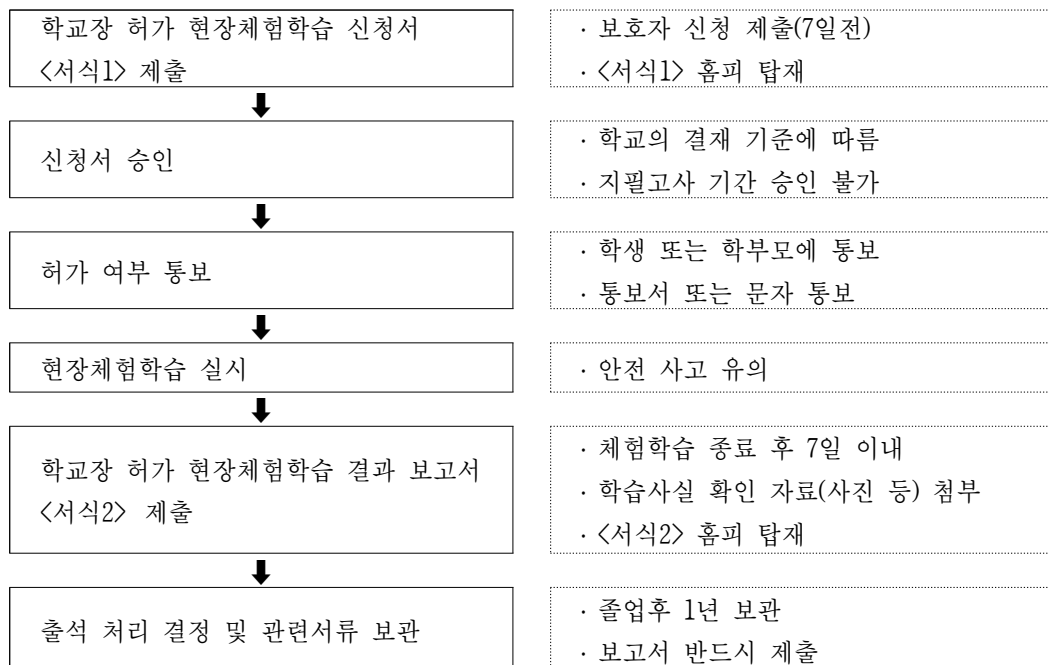 학교장 허가 현장체험학습 신청서
<서식1> 제출
· 보호자 신청 제출(7일전)
· <서식1> 홈피 탑재
신청서 승인
· 학교의 결재 기준에 따름
· 지필고사 기간 승인 불가
허가 여부 통보
· 학생 또는 학부모에 통보
· 통보서 또는 문자 통보
현장체험학습 실시
· 안전 사고 유의
학교장 허가 현장체험학습 결과 보고서
<서식2> 제출
· 체험학습 종료 후 7일 이내
· 학습사실 확인 자료(사진 등) 첨부
· <서식2> 홈피 탑재
출석 처리 결정 및 관련서류 보관
· 졸업후 1년 보관
· 보고서 반드시 제출